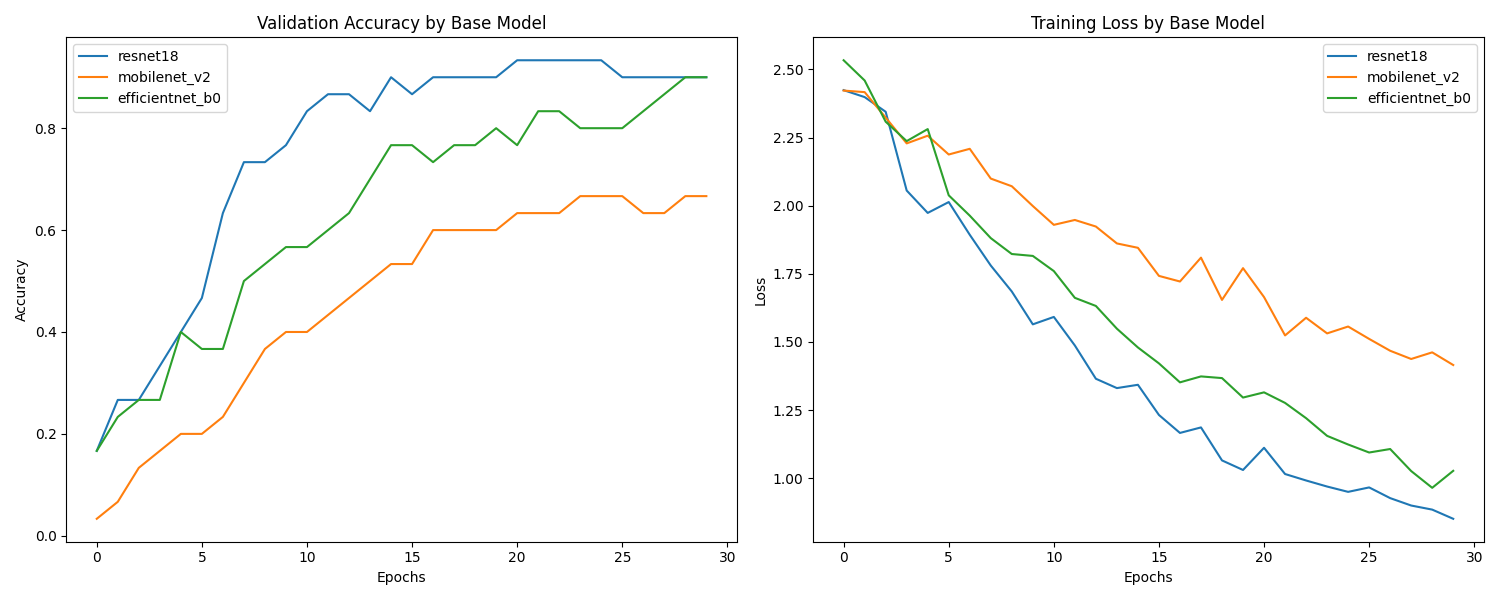 Validation Accuracy by Base Model
resnet18
mobilenet_v2
efficientnet_b0
0.8
0.6
0.4
0.2
0.0
Accuracy
0 5 10 15 20 25 30
Epochs
Training Loss by Base Model
resnet18
mobilenet_v2
efficientnet_b0
2.50
2.25
2.00
1.75
1.50
1.25
1.00
Loss
0 5 10 15 20 25 30
Epochs